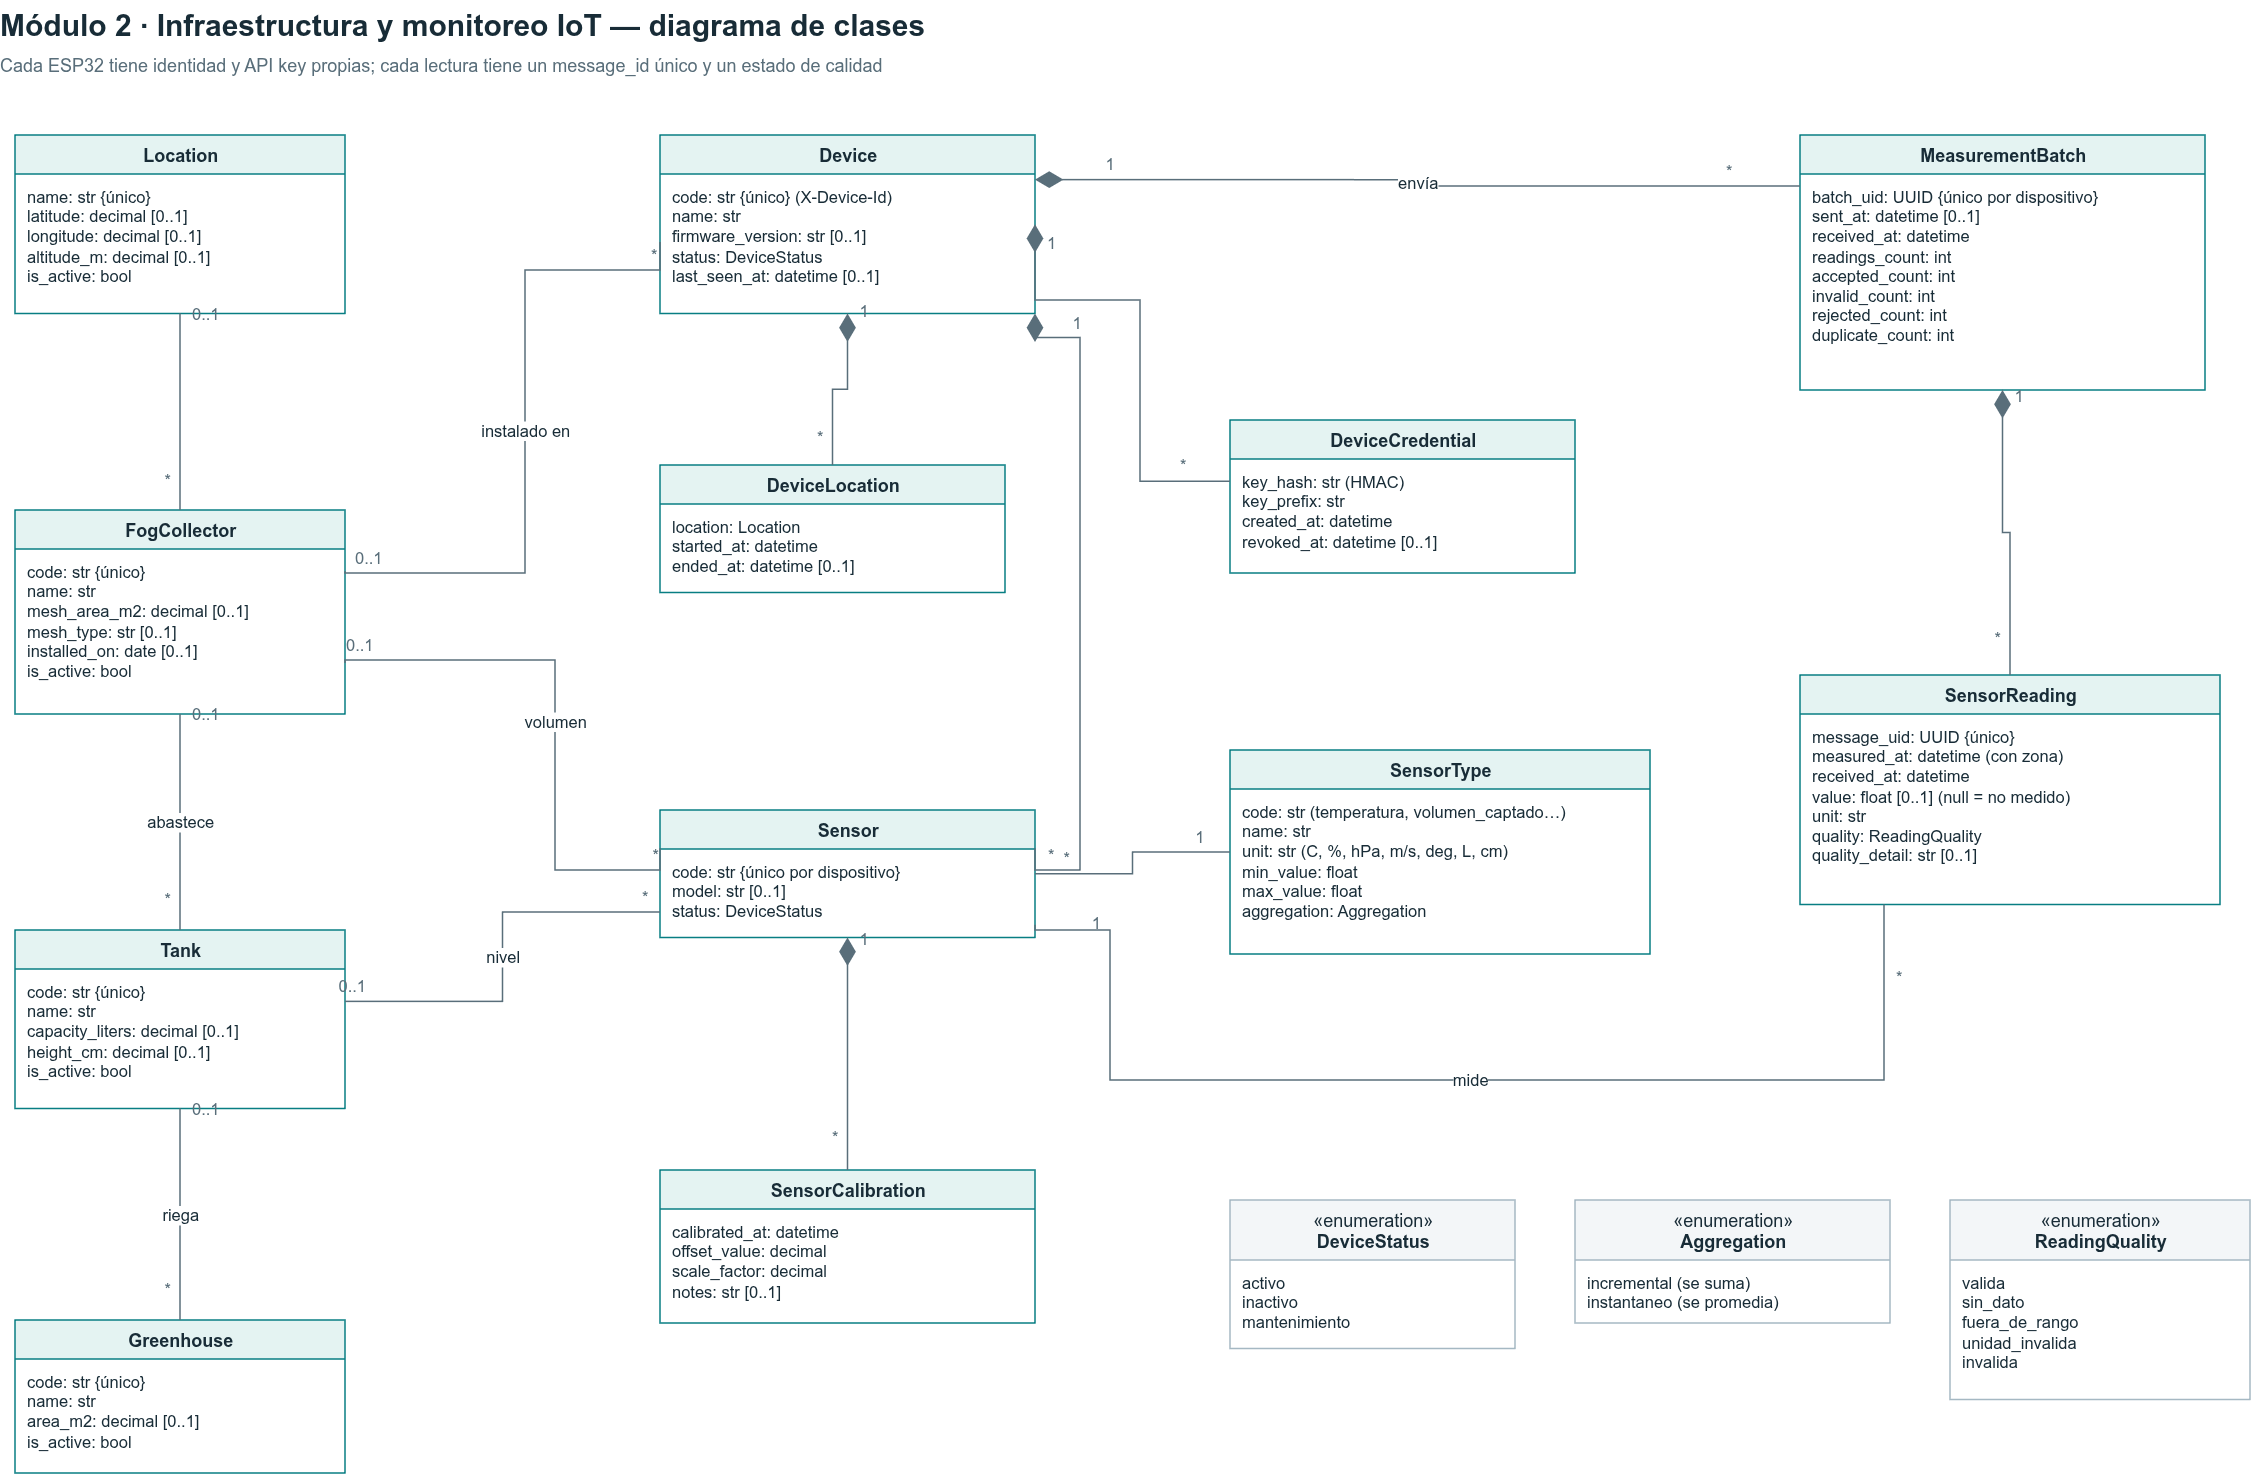 Módulo 2 · Infraestructura y monitoreo IoT — diagrama de clases
Cada ESP32 tiene identidad y API key propias; cada lectura tiene un message_id único y un estado de calidad
Location
name: str {único}
latitude: decimal [0..1]
longitude: decimal [0..1]
altitude_m: decimal [0..1]
is_active: bool
0..1
*
Device
code: str {único} (X-Device-Id)
name: str
firmware_version: str [0..1]
status: DeviceStatus
last_seen_at: datetime [0..1]
1
envía
*
1
1
1
*
instalado en
0..1
MeasurementBatch
batch_uid: UUID {único por dispositivo}
sent_at: datetime [0..1]
received_at: datetime
readings_count: int
accepted_count: int
invalid_count: int
rejected_count: int
duplicate_count: int
1
*
DeviceLocation
location: Location
started_at: datetime
ended_at: datetime [0..1]
*
DeviceCredential
key_hash: str (HMAC)
key_prefix: str
created_at: datetime
revoked_at: datetime [0..1]
*
FogCollector
code: str {único}
name: str
mesh_area_m2: decimal [0..1]
mesh_type: str [0..1]
installed_on: date [0..1]
is_active: bool
0..1
volumen
*
0..1
abastece
*
Sensor
code: str {único por dispositivo}
model: str [0..1]
status: DeviceStatus
* *
1
SensorType
code: str (temperatura, volumen_captado…)
name: str
unit: str (C, %, hPa, m/s, deg, L, cm)
min_value: float
max_value: float
aggregation: Aggregation
SensorReading
message_uid: UUID {único}
measured_at: datetime (con zona)
received_at: datetime
value: float [0..1] (null = no medido)
unit: str
quality: ReadingQuality
quality_detail: str [0..1]
1
mide
*
Tank
code: str {único}
name: str
capacity_liters: decimal [0..1]
height_cm: decimal [0..1]
is_active: bool
0..1
nivel
*
0..1
riega
*
1
*
SensorCalibration
calibrated_at: datetime
offset_value: decimal
scale_factor: decimal
notes: str [0..1]
Greenhouse
code: str {único}
name: str
area_m2: decimal [0..1]
is_active: bool
«enumeration»
DeviceStatus
activo
inactivo
mantenimiento
«enumeration»
Aggregation
incremental (se suma)
instantaneo (se promedia)
«enumeration»
ReadingQuality
valida
sin_dato
fuera_de_rango
unidad_invalida
invalida